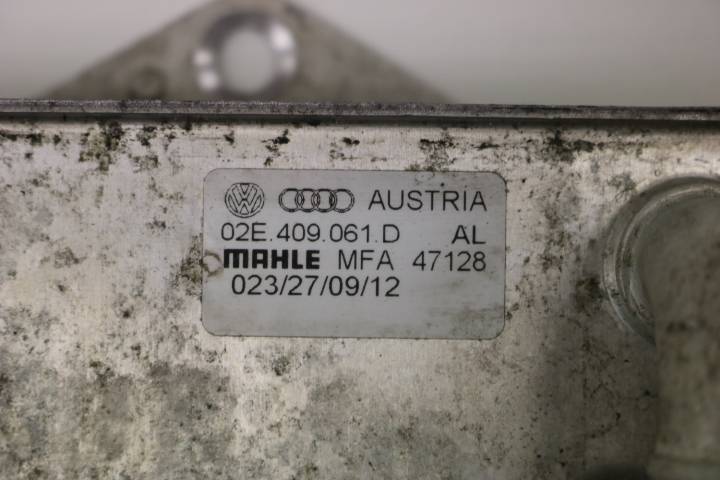 AUSTRIA
02E.409.061.D AL
MAHLE MFA 47128
023/27/09/12